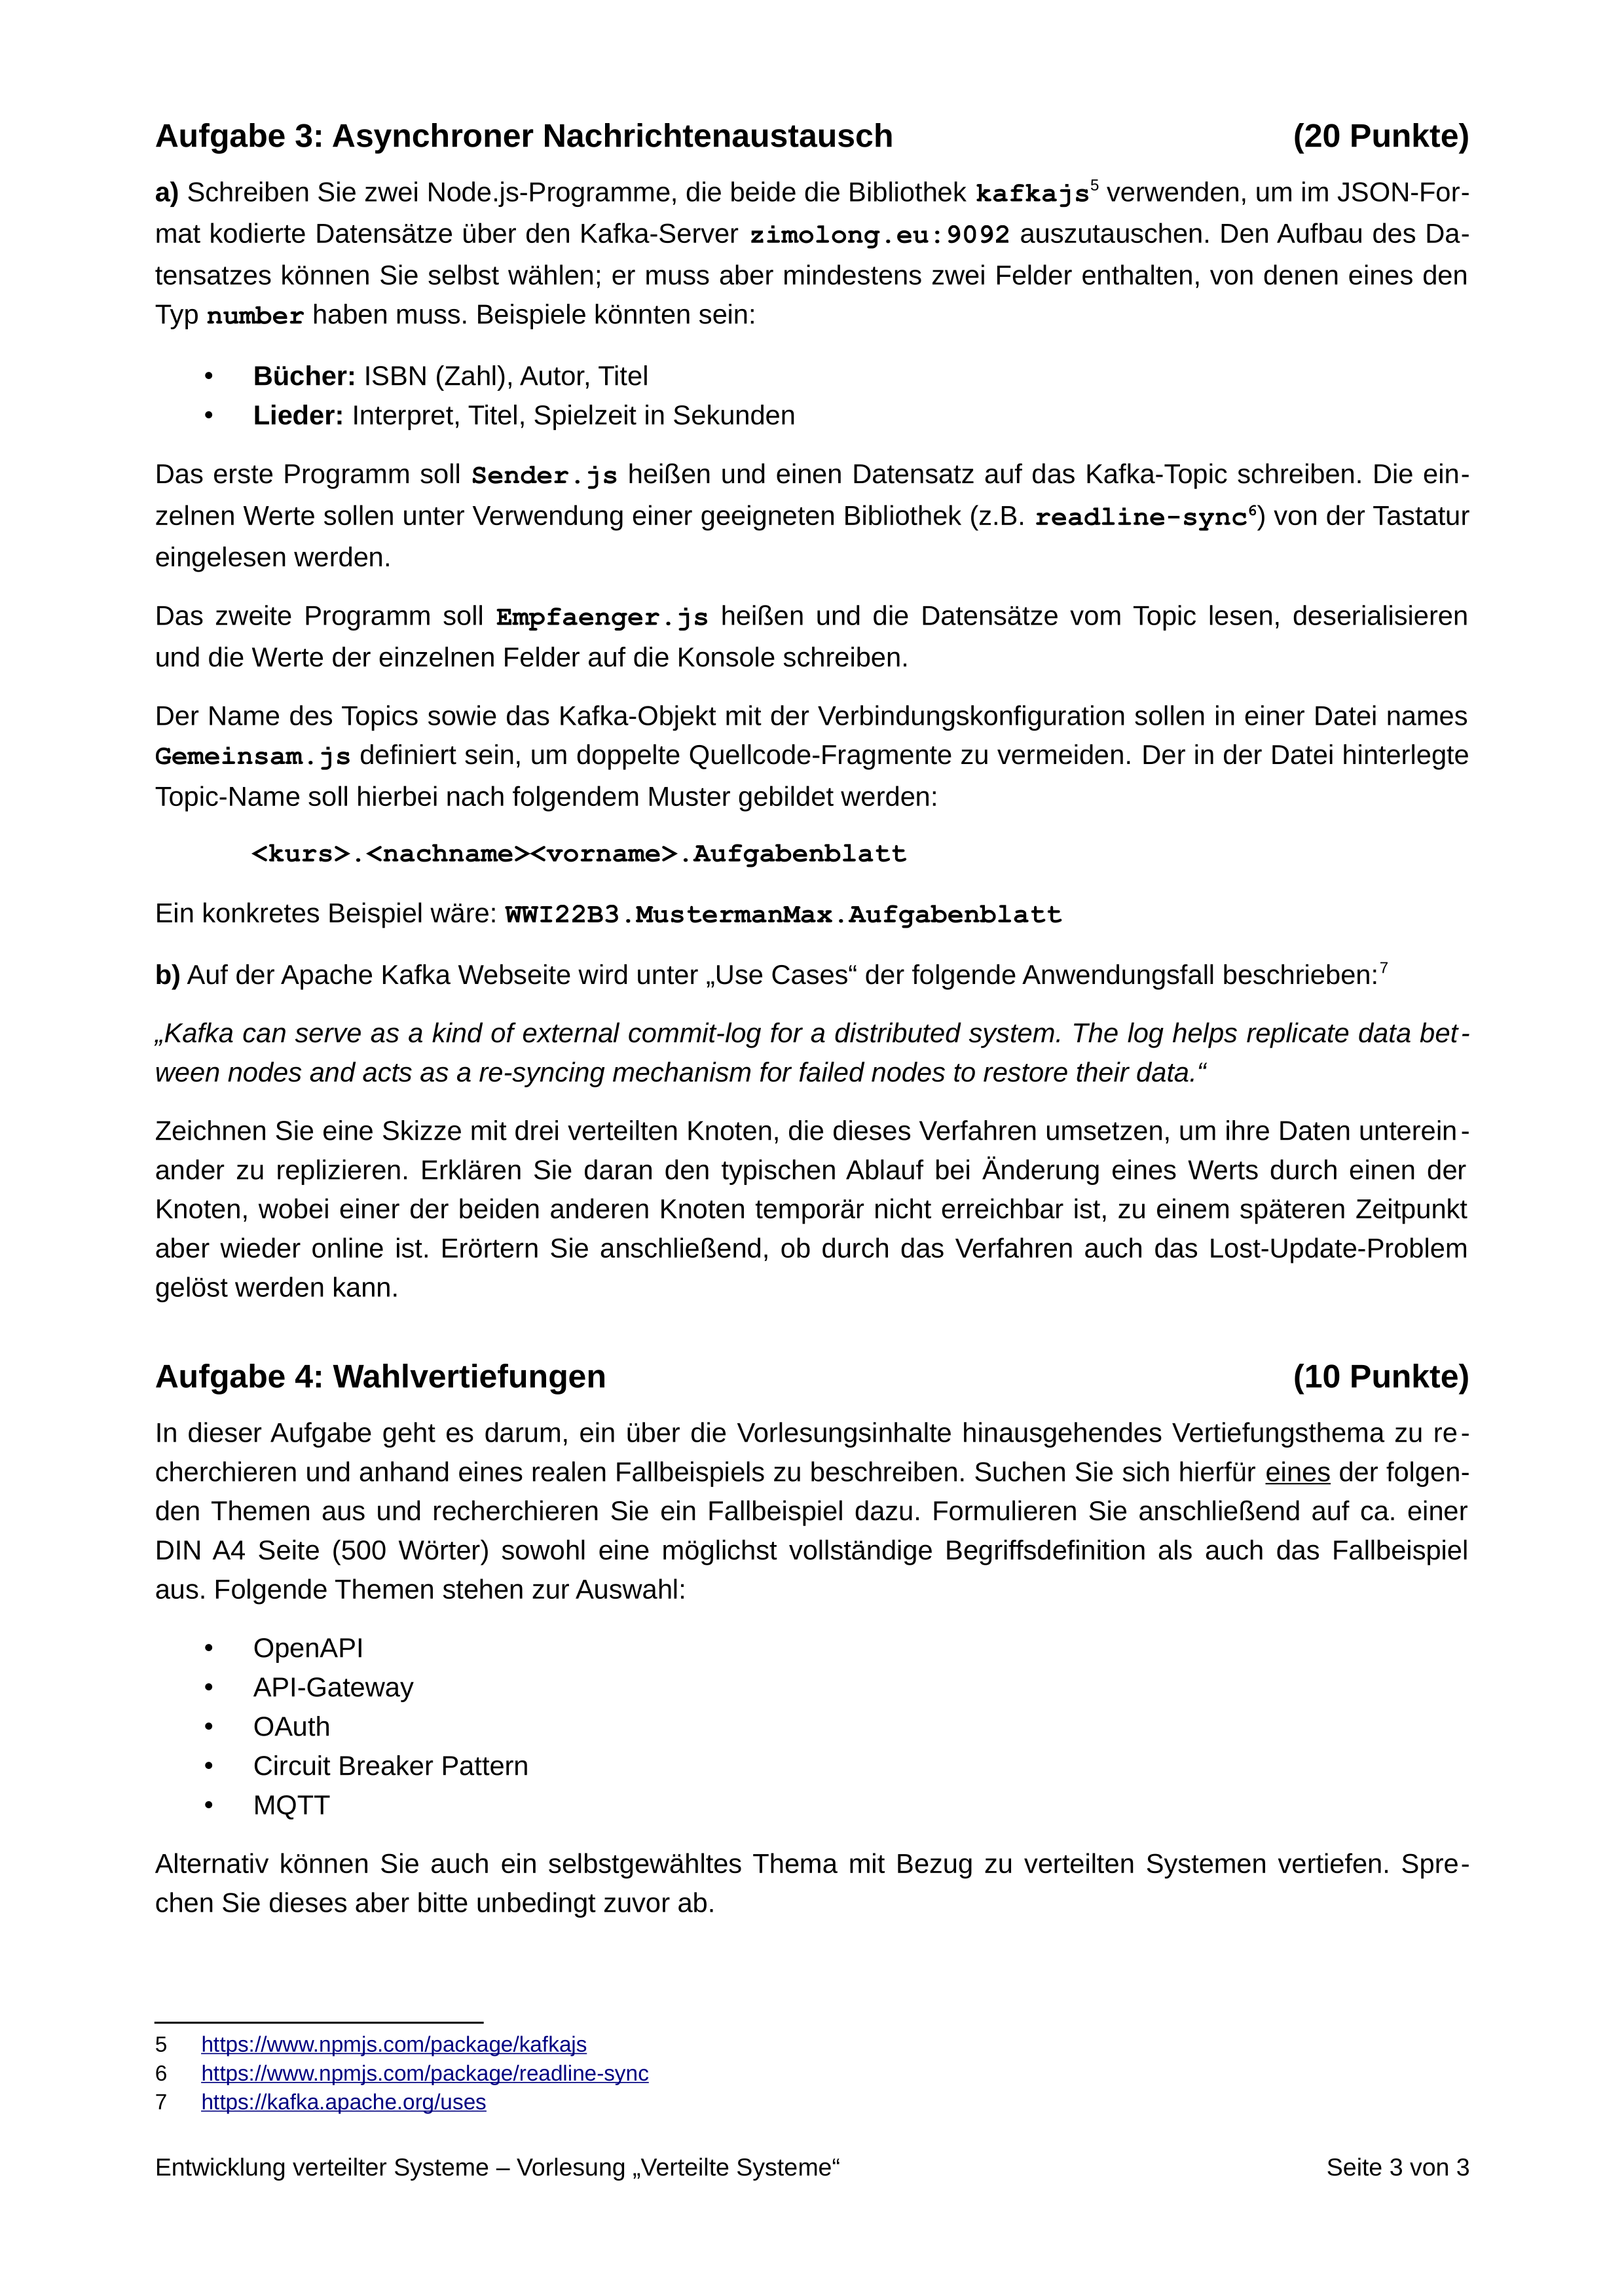 Aufgabe 3: Asynchroner Nachrichtenaustausch (20 Punkte)
a) Schreiben Sie zwei Node.js-Programme, die beide die Bibliothek kafkajs5 verwenden, um im JSON-For-
mat kodierte Datensätze über den Kafka-Server zimolong.eu:9092 auszutauschen. Den Aufbau des Da-
tensatzes können Sie selbst wählen; er muss aber mindestens zwei Felder enthalten, von denen eines den
Typ number haben muss. Beispiele könnten sein:
• Bücher: ISBN (Zahl), Autor, Titel
• Lieder: Interpret, Titel, Spielzeit in Sekunden
Das erste Programm soll Sender.js heißen und einen Datensatz auf das Kafka-Topic schreiben. Die ein-
zelnen Werte sollen unter Verwendung einer geeigneten Bibliothek (z.B. readline-sync6) von der Tastatur
eingelesen werden.
Das zweite Programm soll Empfaenger.js heißen und die Datensätze vom Topic lesen, deserialisieren
und die Werte der einzelnen Felder auf die Konsole schreiben.
Der Name des Topics sowie das Kafka-Objekt mit der Verbindungskonfiguration sollen in einer Datei names
Gemeinsam.js definiert sein, um doppelte Quellcode-Fragmente zu vermeiden. Der in der Datei hinterlegte
Topic-Name soll hierbei nach folgendem Muster gebildet werden:
<kurs>.<nachname><vorname>.Aufgabenblatt
Ein konkretes Beispiel wäre: WWI22B3.MustermanMax.Aufgabenblatt
b) Auf der Apache Kafka Webseite wird unter „Use Cases“ der folgende Anwendungsfall beschrieben:7
„Kafka can serve as a kind of external commit-log for a distributed system. The log helps replicate data bet-
ween nodes and acts as a re-syncing mechanism for failed nodes to restore their data.“
Zeichnen Sie eine Skizze mit drei verteilten Knoten, die dieses Verfahren umsetzen, um ihre Daten unterein-
ander zu replizieren. Erklären Sie daran den typischen Ablauf bei Änderung eines Werts durch einen der
Knoten, wobei einer der beiden anderen Knoten temporär nicht erreichbar ist, zu einem späteren Zeitpunkt
aber wieder online ist. Erörtern Sie anschließend, ob durch das Verfahren auch das Lost-Update-Problem
gelöst werden kann.
Aufgabe 4: Wahlvertiefungen (10 Punkte)
In dieser Aufgabe geht es darum, ein über die Vorlesungsinhalte hinausgehendes Vertiefungsthema zu re-
cherchieren und anhand eines realen Fallbeispiels zu beschreiben. Suchen Sie sich hierfür eines der folgen-
den Themen aus und recherchieren Sie ein Fallbeispiel dazu. Formulieren Sie anschließend auf ca. einer
DIN A4 Seite (500 Wörter) sowohl eine möglichst vollständige Begriffsdefinition als auch das Fallbeispiel
aus. Folgende Themen stehen zur Auswahl:
• OpenAPI
• API-Gateway
• OAuth
• Circuit Breaker Pattern
• MQTT
Alternativ können Sie auch ein selbstgewähltes Thema mit Bezug zu verteilten Systemen vertiefen. Spre-
chen Sie dieses aber bitte unbedingt zuvor ab.
5 https://www.npmjs.com/package/kafkajs
6 https://www.npmjs.com/package/readline-sync
7 https://kafka.apache.org/uses
Entwicklung verteilter Systeme – Vorlesung „Verteilte Systeme“ Seite 3 von 3